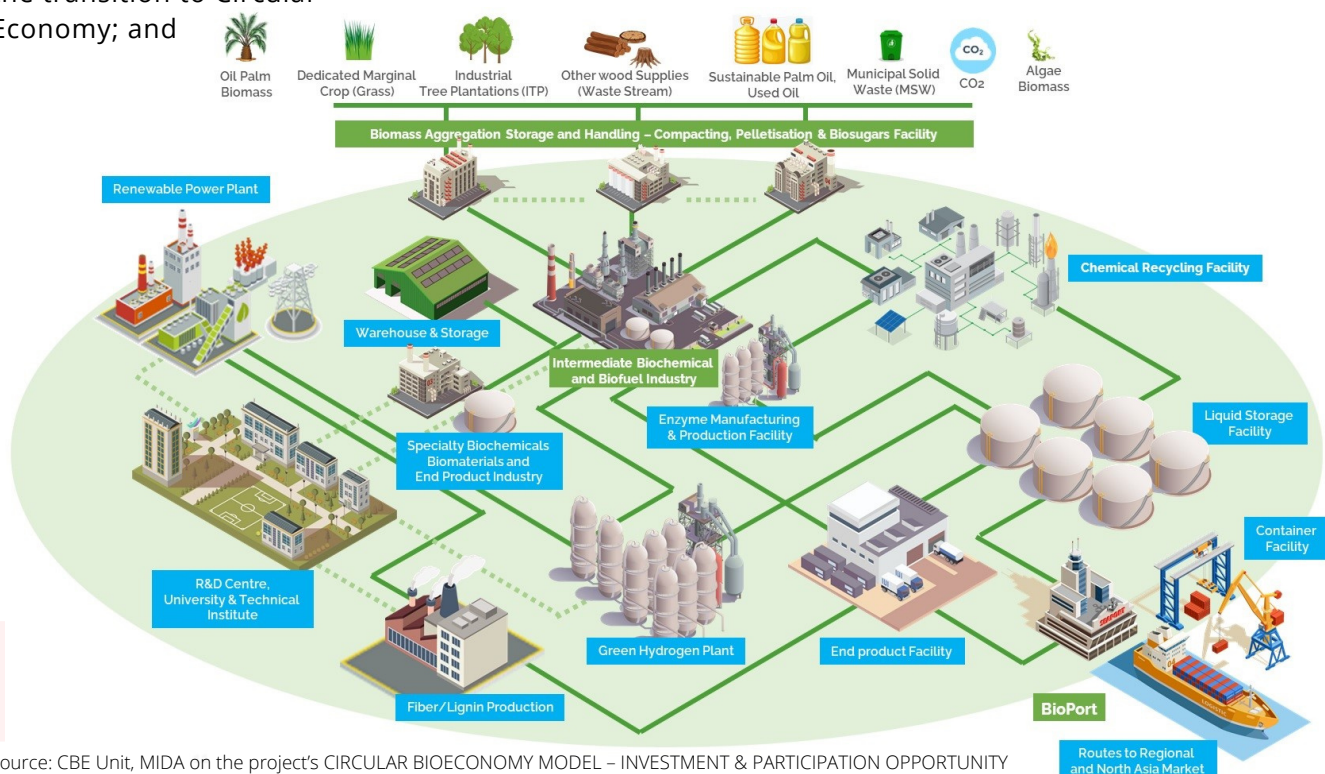 he transition to Circular
Economy; and
Oil Palm
Biomass
Dedicated Marginal
Crop (Grass)
Industrial
Tree Plantations (ITP)
Other wood Supplies
(Waste Stream)
Sustainable Palm Oil,
Used Oil
Municipal Solid
Waste (MSW)
CO₂
CO2
Algae
Biomass
Biomass Aggregation Storage and Handling – Compacting, Pelletisation & Biosugars Facility
Renewable Power Plant
Chemical Recycling Facility
Warehouse & Storage
Intermediate Biochemical
and Biofuel Industry
Enzyme Manufacturing
& Production Facility
Liquid Storage
Facility
Specialty Biochemicals
Biomaterials and
End Product Industry
Container
Facility
R&D Centre,
University & Technical
Institute
Green Hydrogen Plant
End product Facility
Fiber/Lignin Production
BioPort
Routes to Regional
and North Asia Market
ource: CBE Unit, MIDA on the project's CIRCULAR BIOECONOMY MODEL – INVESTMENT & PARTICIPATION OPPORTUNITY